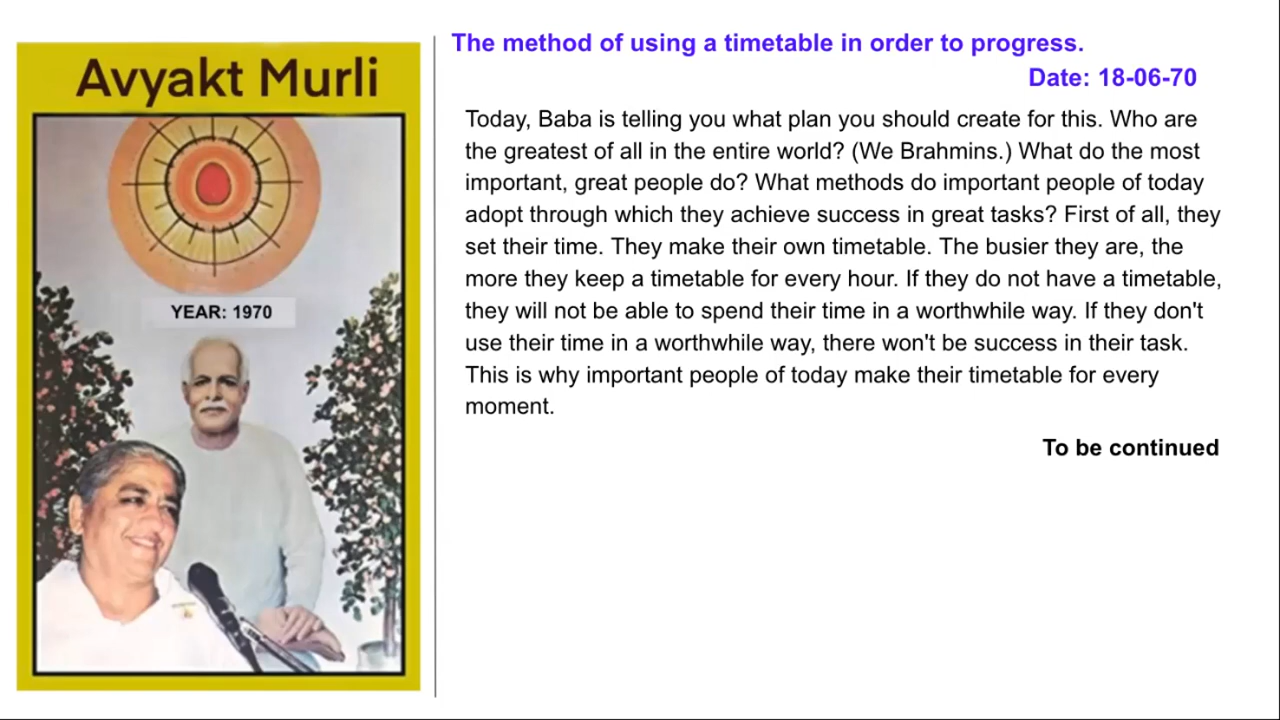 Avyakt Murli
YEAR: 1970
The method of using a timetable in order to progress.
Date: 18-06-70
Today, Baba is telling you what plan you should create for this. Who are
the greatest of all in the entire world? (We Brahmins.) What do the most
important, great people do? What methods do important people of today
adopt through which they achieve success in great tasks? First of all, they
set their time. They make their own timetable. The busier they are, the
more they keep a timetable for every hour. If they do not have a timetable,
they will not be able to spend their time in a worthwhile way. If they don't
use their time in a worthwhile way, there won't be success in their task.
This is why important people of today make their timetable for every
moment.
To be continued